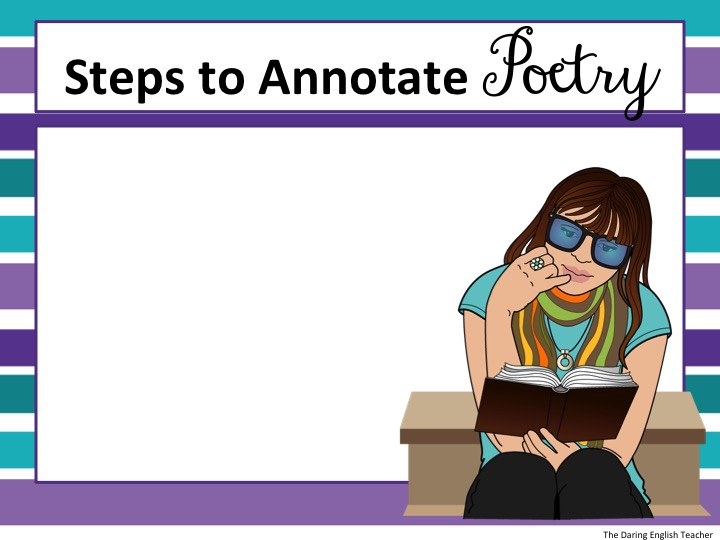 Steps to Annotate Poetry
The Daring English Teacher